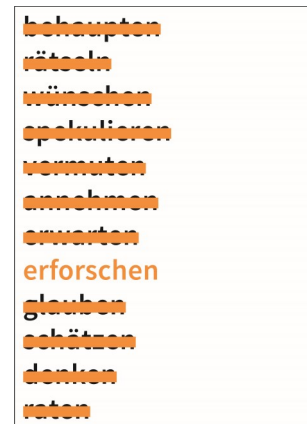 behaupten
rätseln
wünschen
spekulieren
vermuten
annehmen
erwarten
erforschen
glauben
schätzen
denken
raten